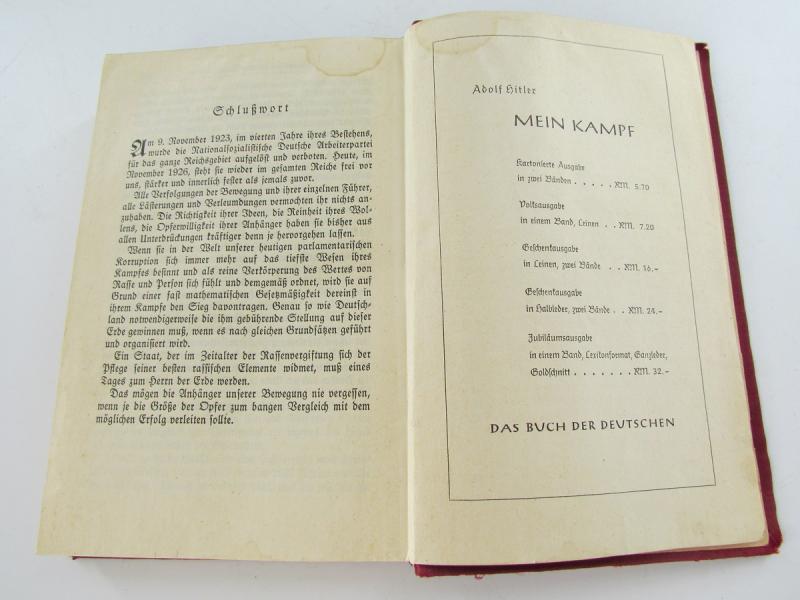 Schlußwort
Am 9. November 1923, im vierten Jahre ihres Bestehens,
wurde die Nationalsozialistische Deutsche Arbeiterpartei
für das ganze Reichsgebiet aufgelöst und verboten. Heute, im
November 1926, steht sie wieder im gesamten Reiche frei vor
uns, stärker und innerlich fester als jemals zuvor.
Alle Verfolgungen der Bewegung und ihrer einzelnen Führer,
alle Lästerungen und Verleumdungen vermochten ihr nichts an-
zuhaben. Die Richtigkeit ihrer Ideen, die Reinheit ihres Wol-
lens, die Opferwilligkeit ihrer Anhänger haben sie bisher aus
allen Unterdrückungen kräftiger denn je hervorgehen lassen.
Wenn sie in der Welt unserer heutigen parlamentarischen
Korruption sich immer mehr auf das tiefste Wesen ihres
Kampfes besinnt und als reine Verkörperung des Wertes von
Rasse und Person sich fühlt und demgemäß ordnet, wird sie auf
Grund einer fast mathematischen Gesetzmäßigkeit dereinst in
ihrem Kampfe den Sieg davontragen. Genau so wie Deutsch-
land notwendigerweise die ihm gebührende Stellung auf dieser
Erde gewinnen muß, wenn es nach gleichen Grundsätzen geführt
und organisiert wird.
Ein Staat, der im Zeitalter der Rassenvergiftung sich der
Pflege seiner besten rassischen Elemente widmet, muß eines
Tages zum Herrn der Erde werden.
Das mögen die Anhänger unserer Bewegung nie vergessen,
wenn je die Größe der Opfer zum bangen Vergleich mit dem
möglichen Erfolg verleiten sollte.
Adolf Hitler
MEIN KAMPF
Kartonierte Ausgabe
in zwei Bänden . . . . . RM. 5.70
Volksausgabe
in einem Band, Leinen . . RM. 7.20
Geschenkausgabe
in Leinen, zwei Bände . . RM. 16.-
Geschenkausgabe
in Halbleder, zwei Bände . . RM. 24.-
Jubiläumsausgabe
in einem Band, Lexikonformat, Ganzleder,
Goldschnitt . . . . . . . RM. 32.-
DAS BUCH DER DEUTSCHEN